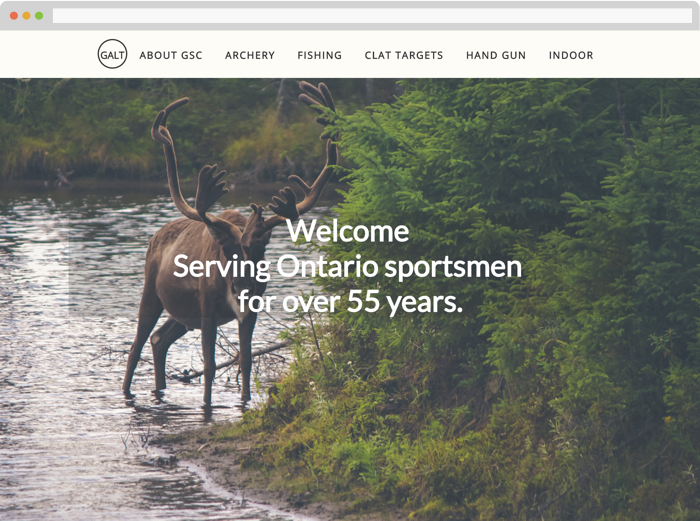 GALT ABOUT GSC ARCHERY FISHING CLAT TARGETS HAND GUN INDOOR
Welcome
Serving Ontario sportsmen
for over 55 years.